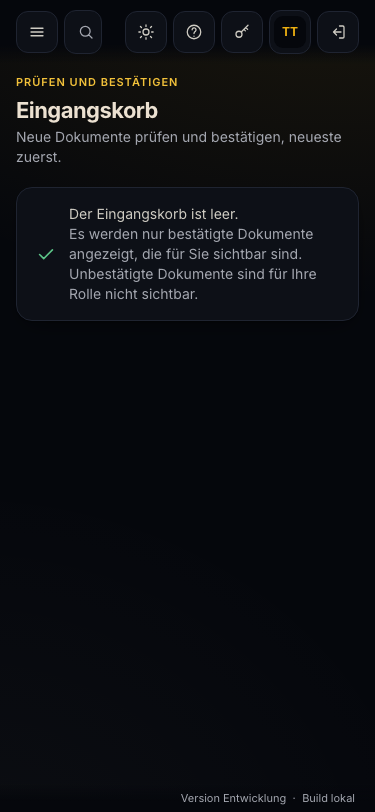 TT
PRÜFEN UND BESTÄTIGEN
Eingangskorb
Neue Dokumente prüfen und bestätigen, neueste
zuerst.
Der Eingangskorb ist leer.
Es werden nur bestätigte Dokumente
angezeigt, die für Sie sichtbar sind.
Unbestätigte Dokumente sind für Ihre
Rolle nicht sichtbar.
Version Entwicklung · Build lokal